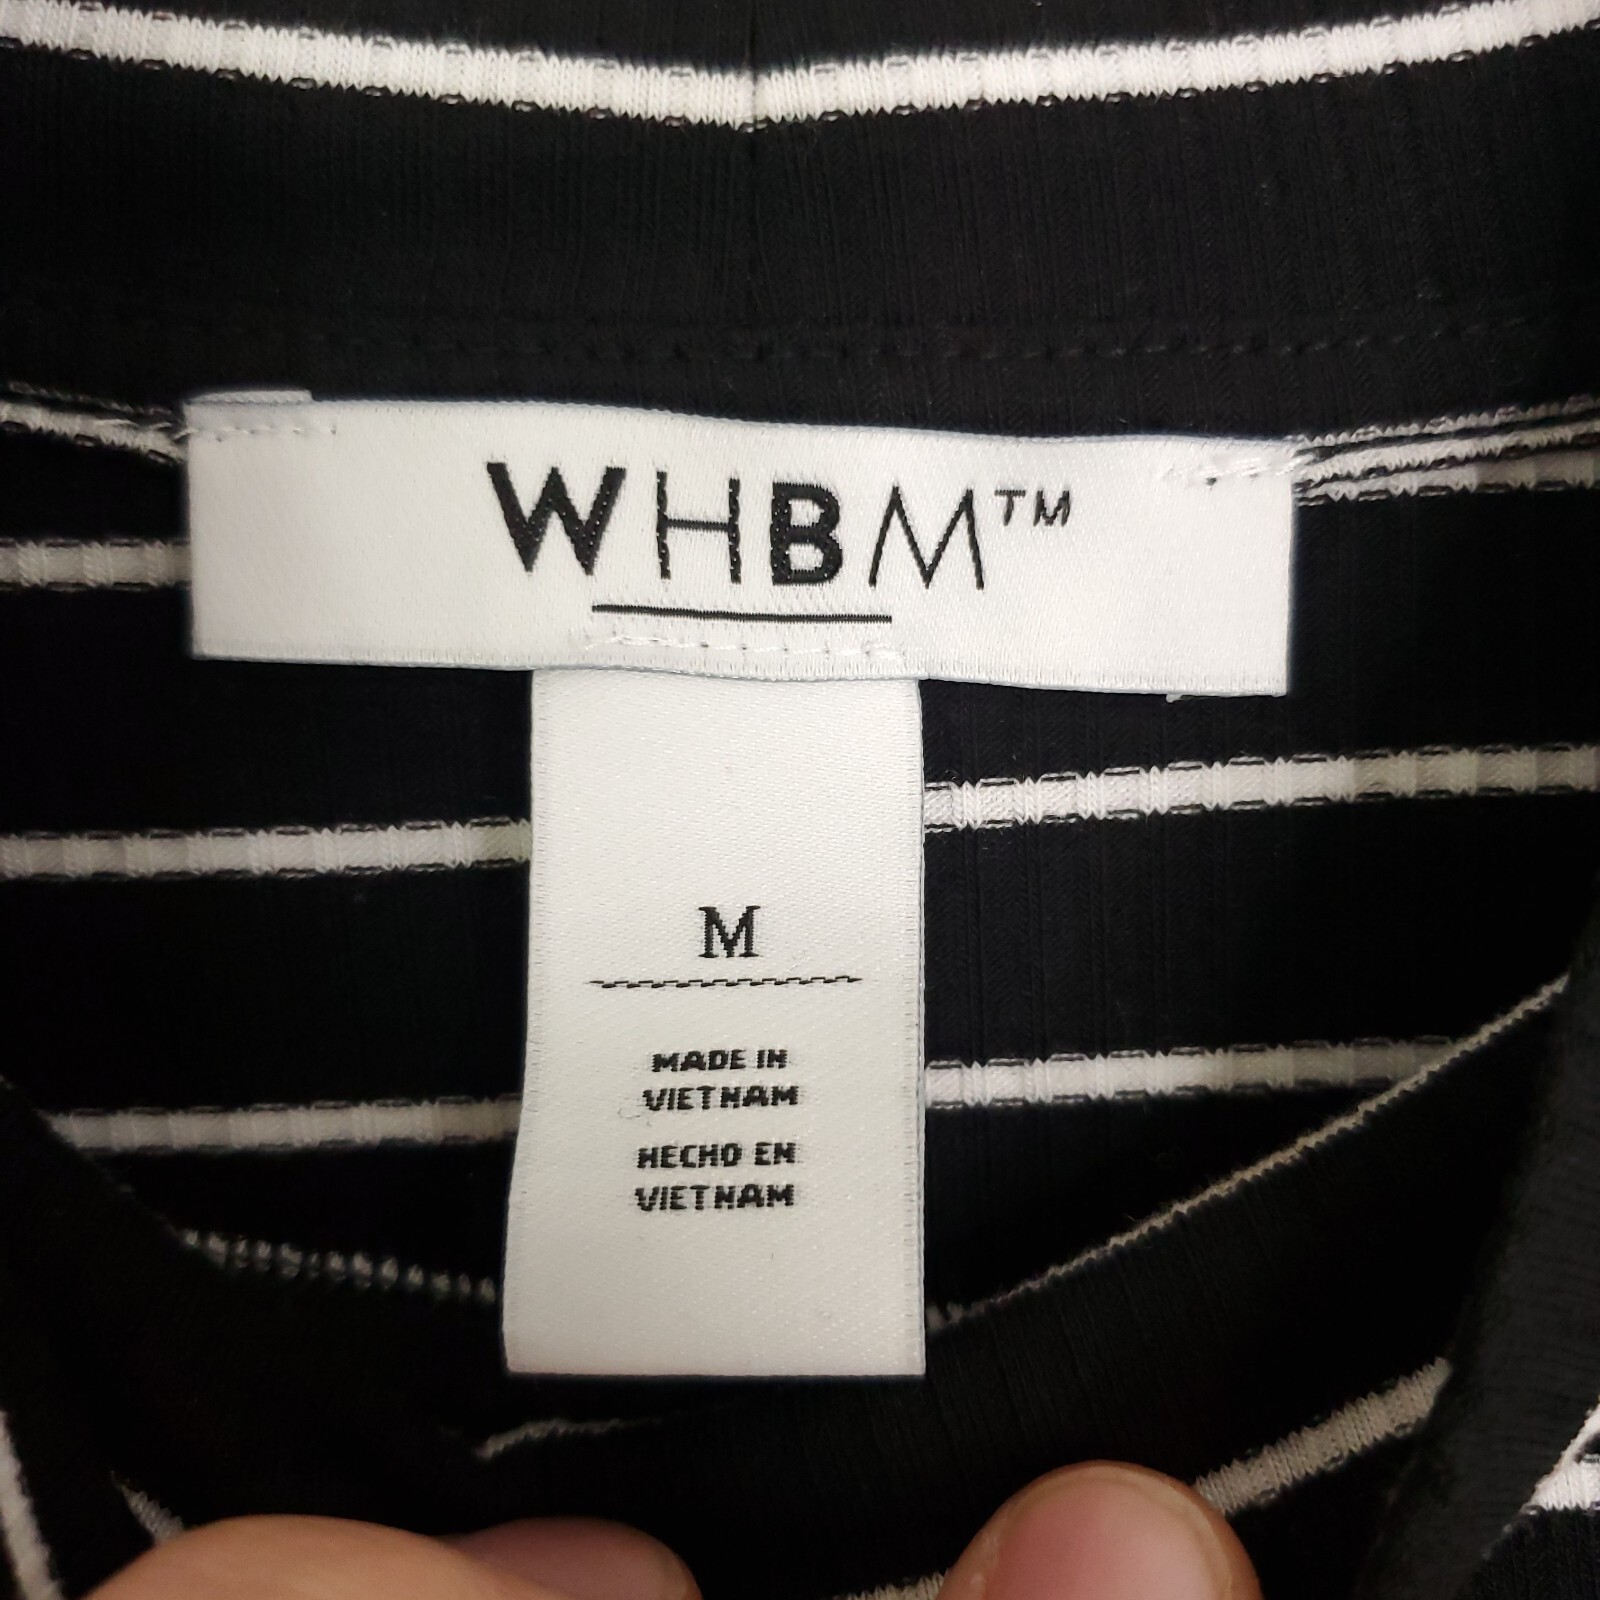 WHBM™
M
MADE IN
VIETNAM
HECHO EN
VIETNAM